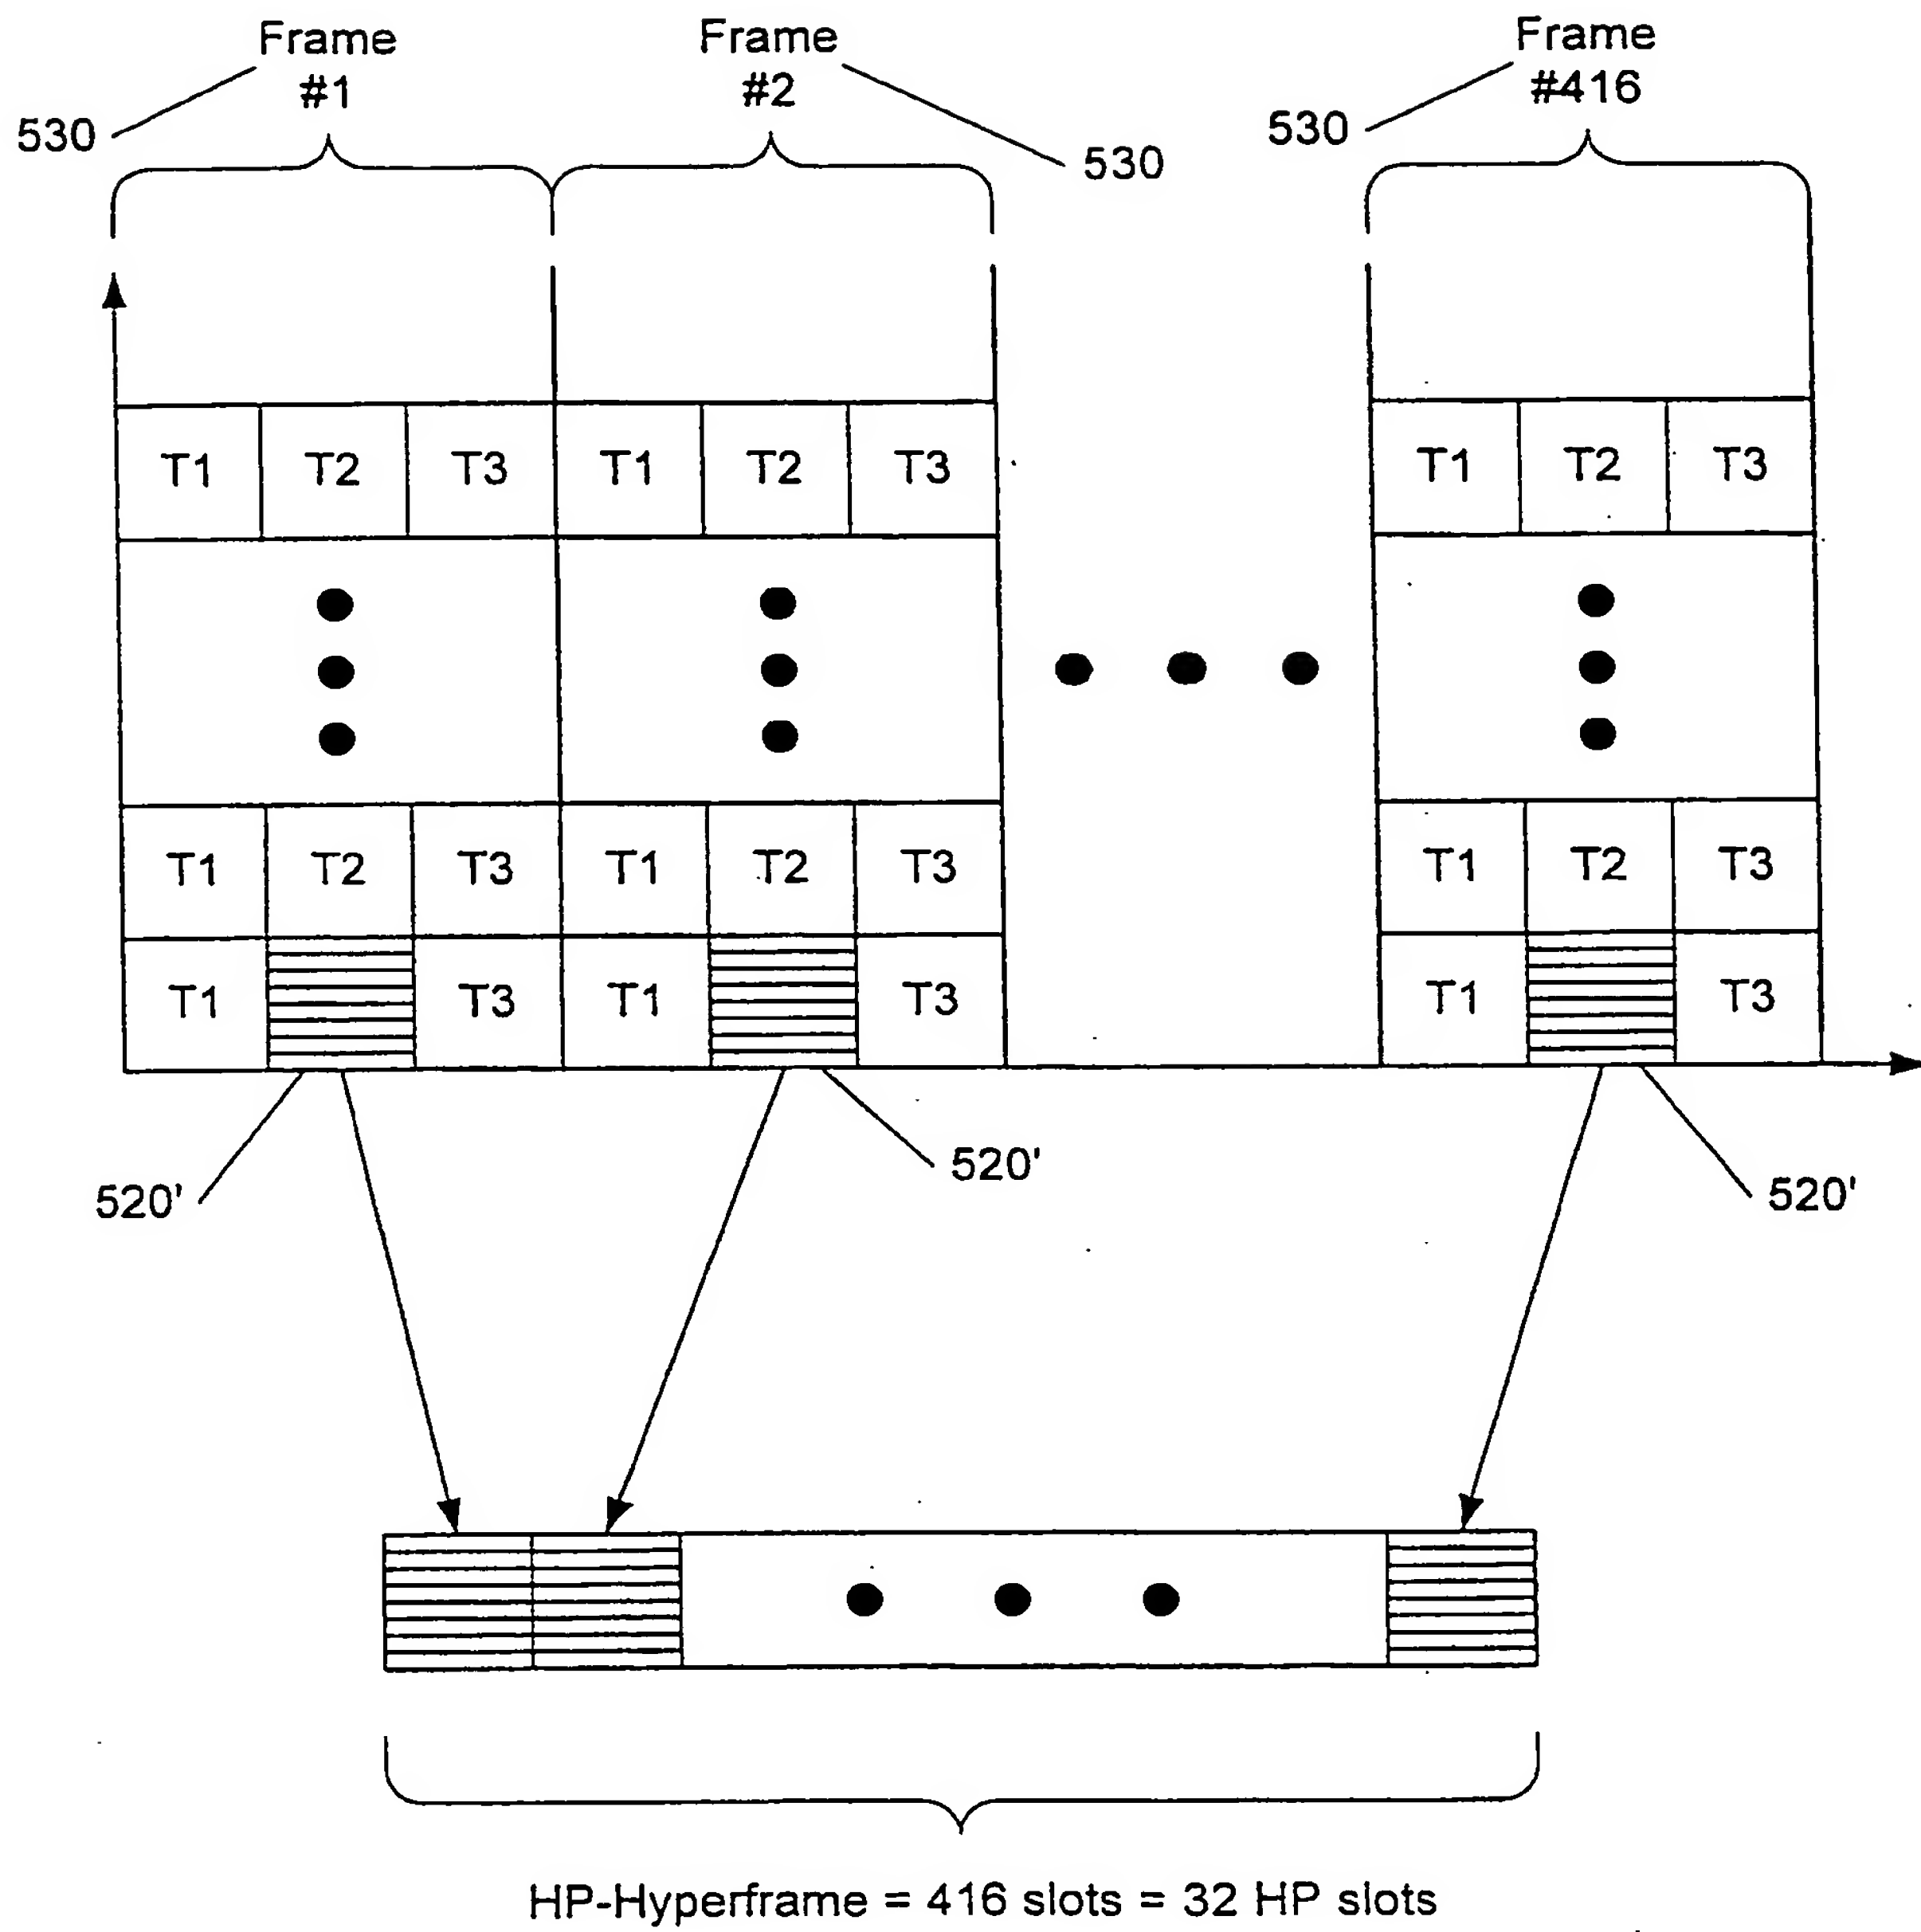 Frame
#1
Frame
#2
Frame
#416
530
530
530
T1 T2 T3 T1 T2 T3 T1 T2 T3
T1 T2 T3 T1 T2 T3 T1 T2 T3
T1 T3 T1 T3 T1 T3
520'
520'
520'
HP-Hyperframe = 416 slots = 32 HP slots